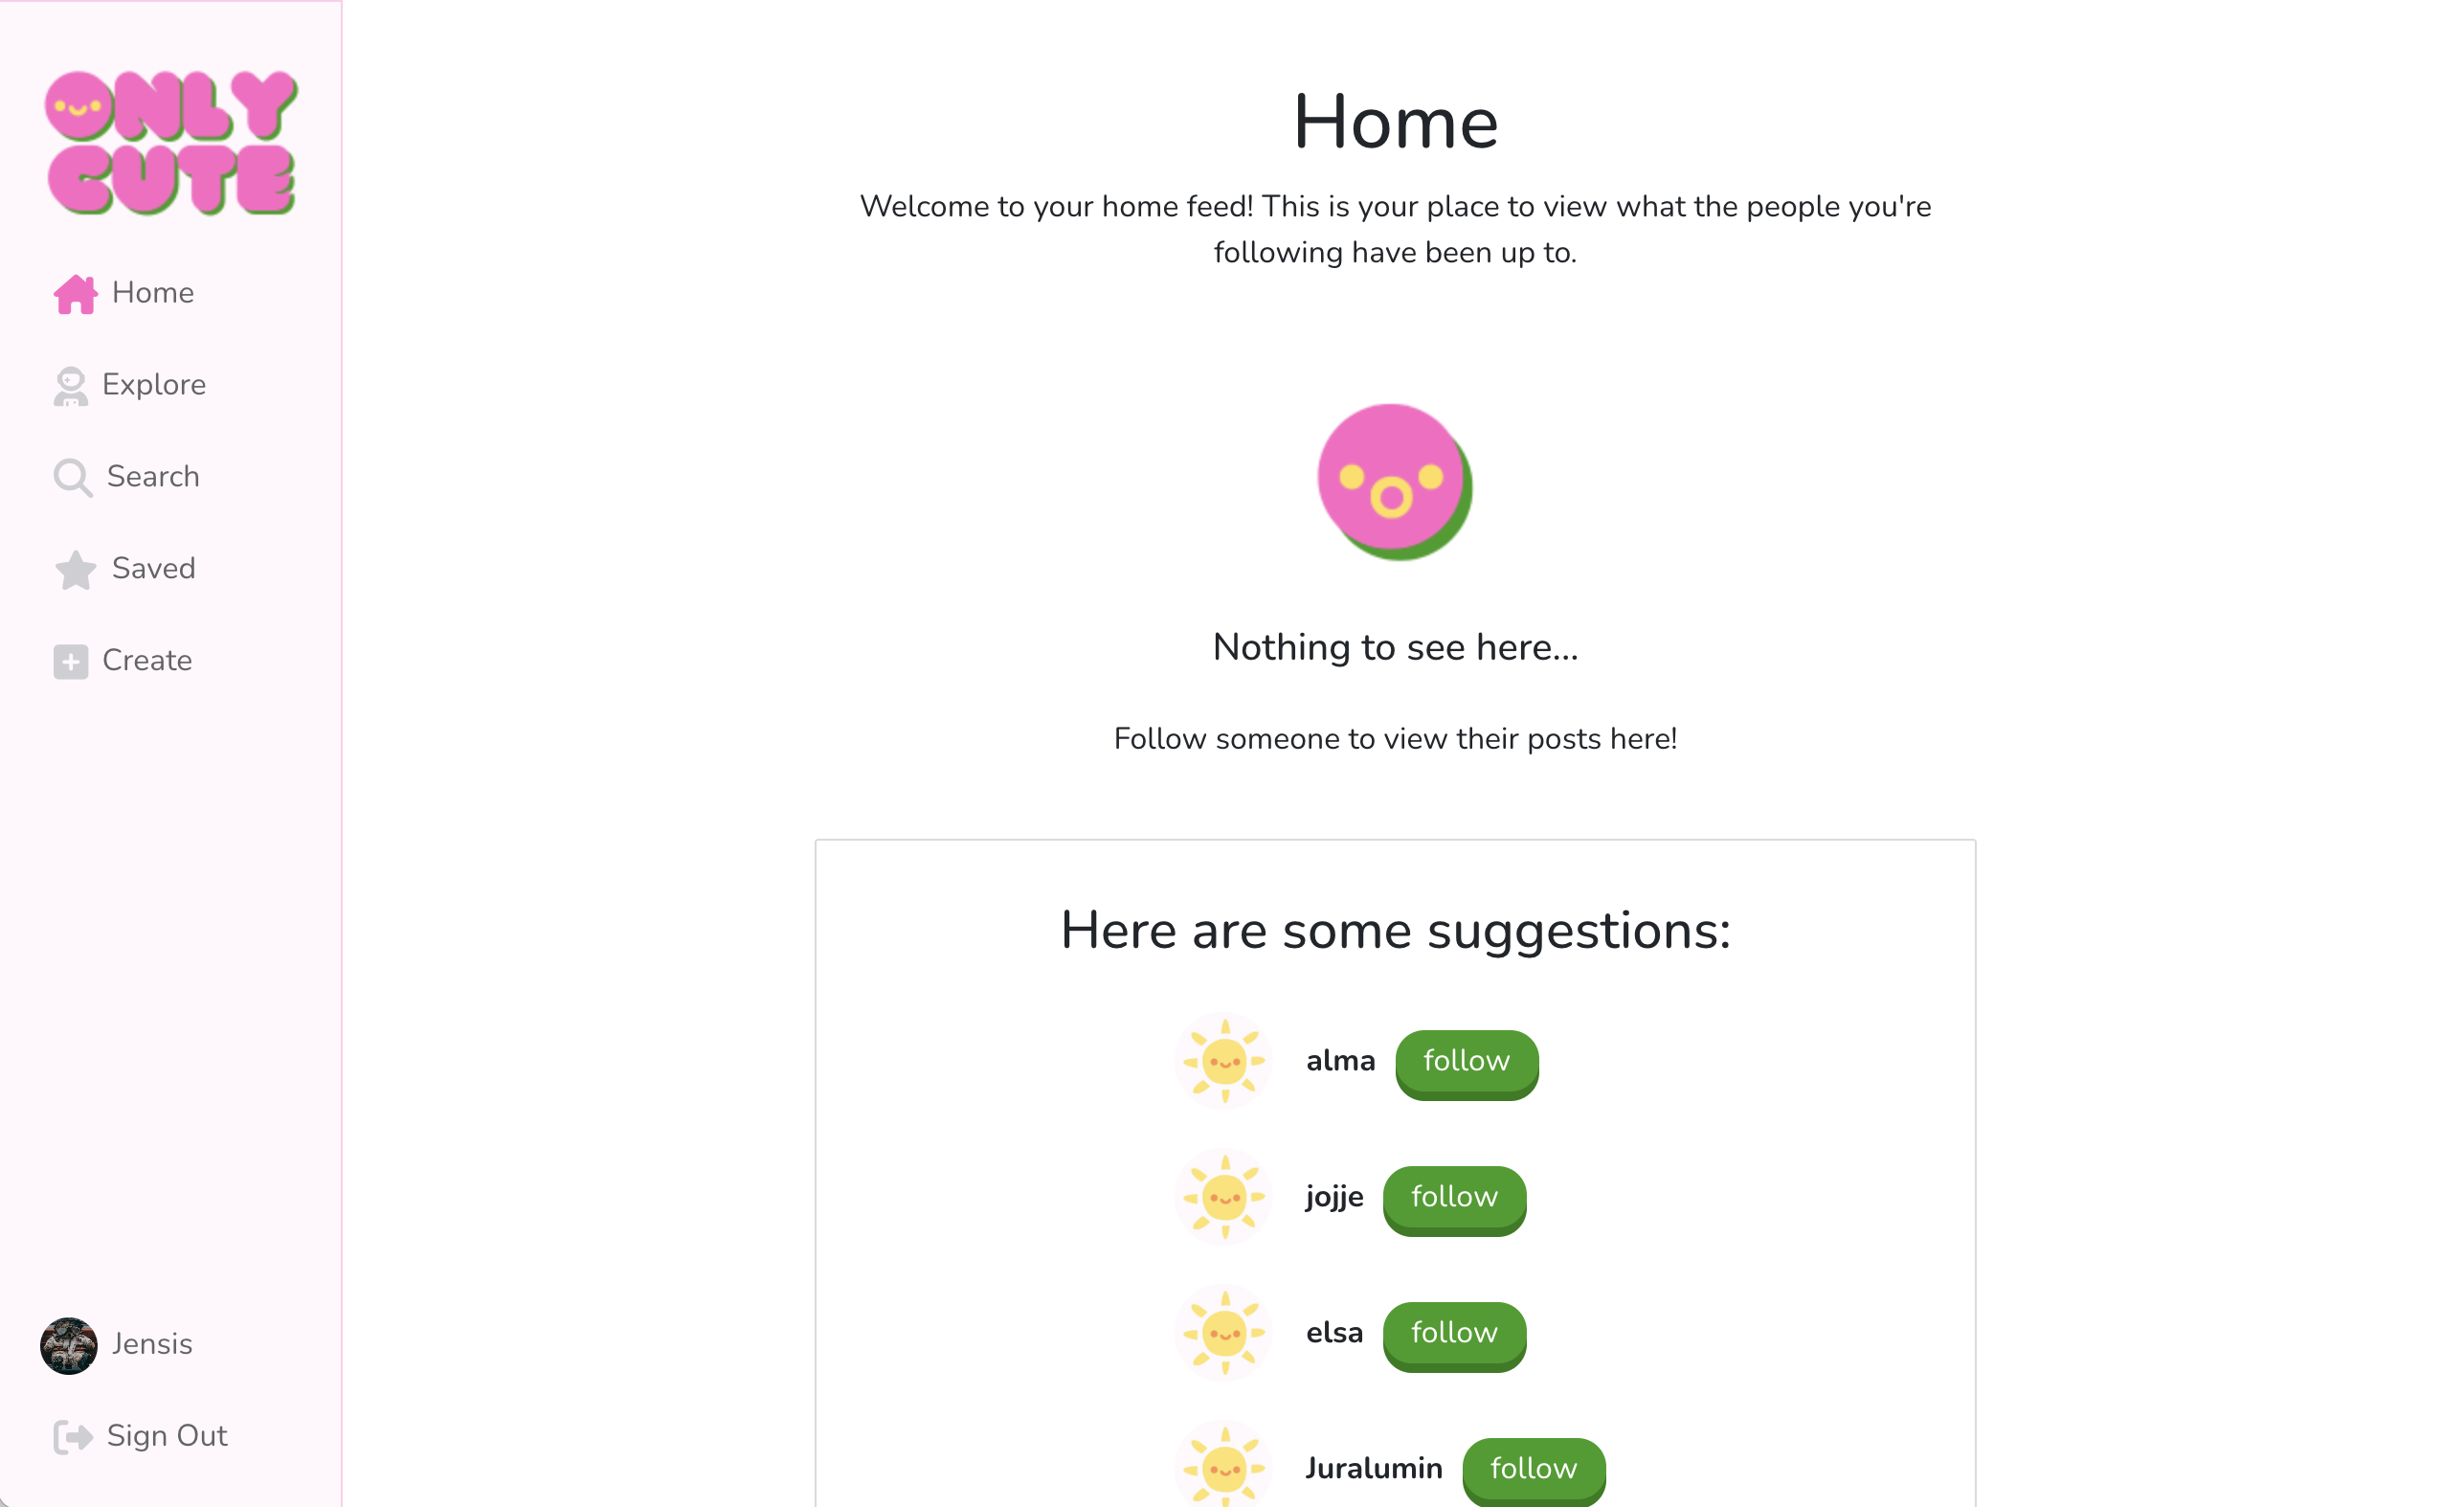 ONLY
CUTE
Home
Explore
Search
Saved
Create
Jensis
Sign Out
Home
Welcome to your home feed! This is your place to view what the people you're
following have been up to.
Nothing to see here...
Follow someone to view their posts here!
Here are some suggestions:
alma follow
jojje follow
elsa follow
Juralumin follow